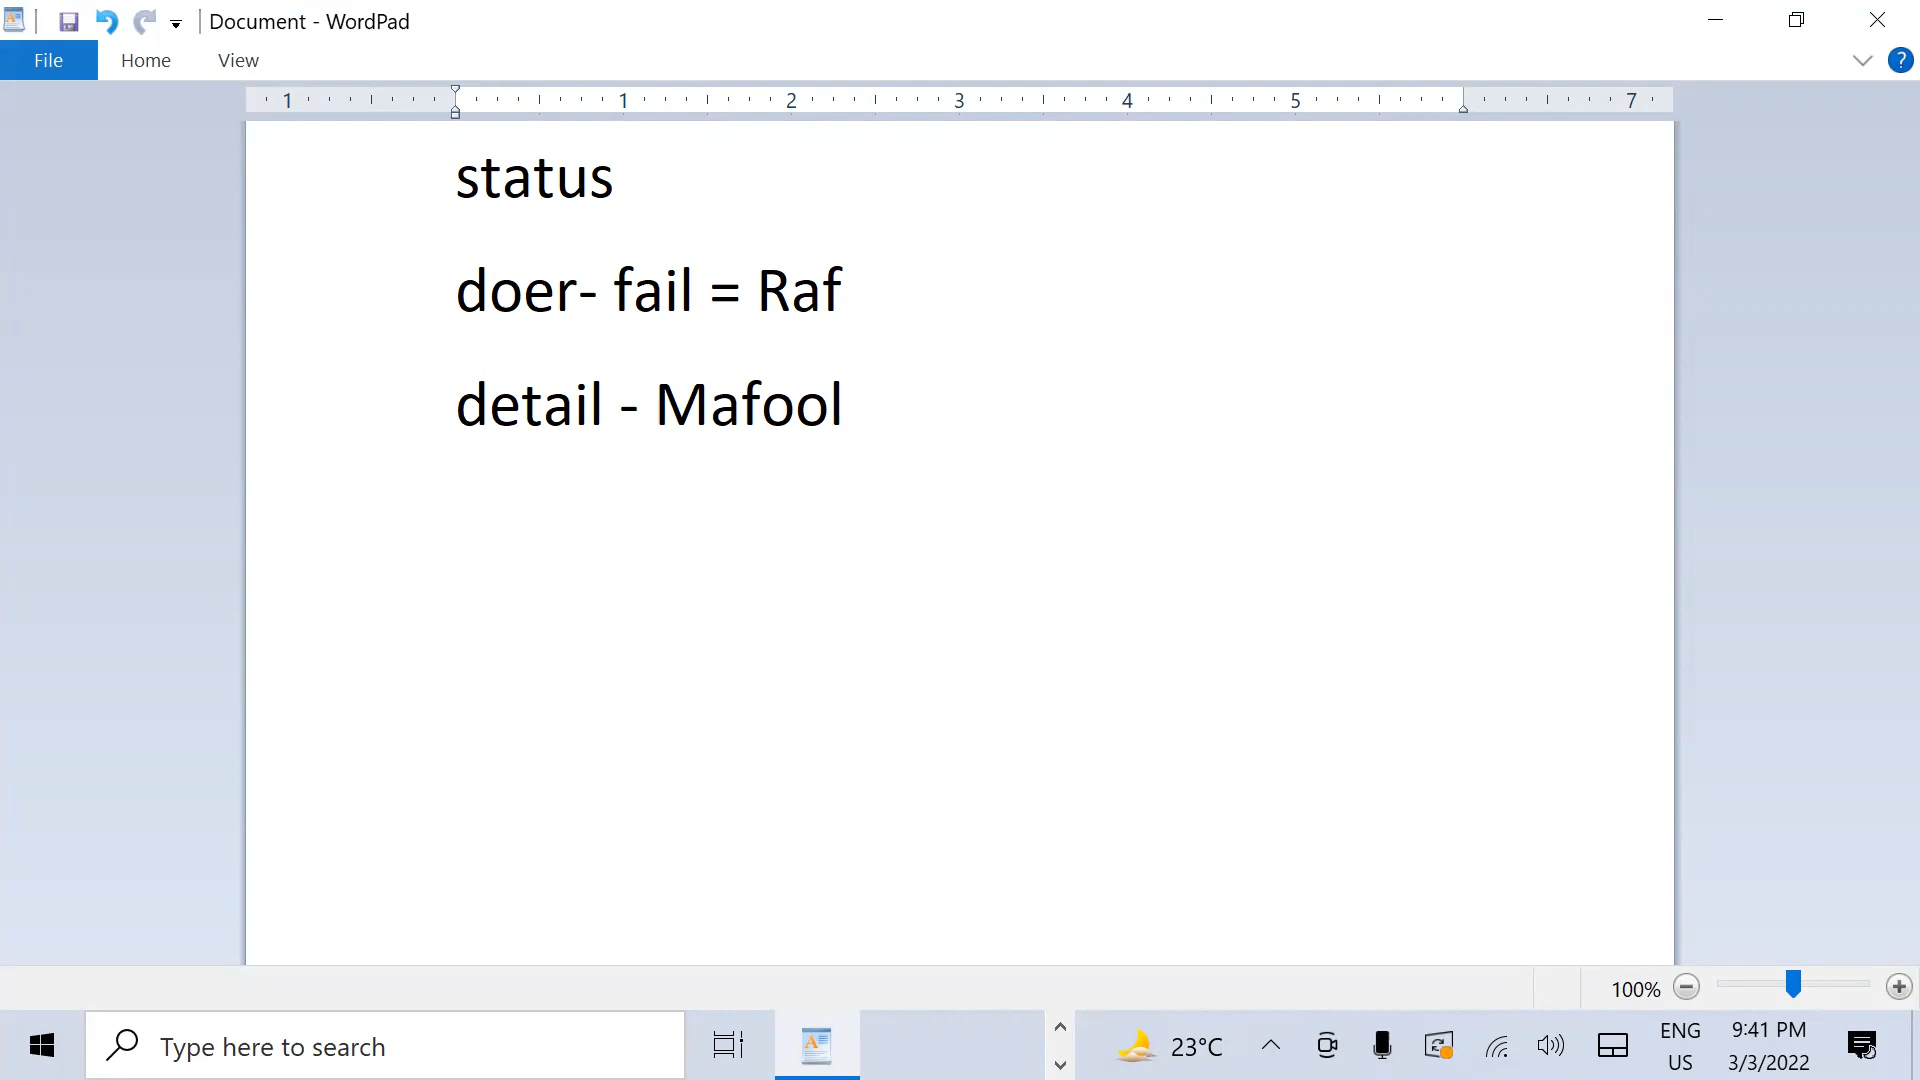 Document - WordPad
File Home View
1 1 2 3 4 5 7
status
doer- fail = Raf
detail - Mafool
100%
Type here to search
23°C
ENG
US
9:41 PM
3/3/2022